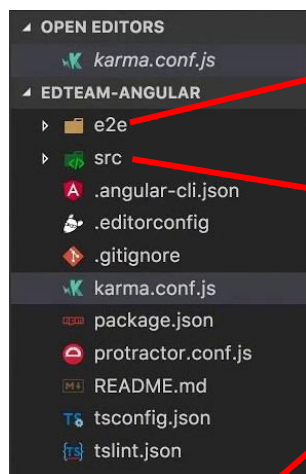 OPEN EDITORS
karma.conf.js
EDTEAM-ANGULAR
e2e
src
.angular-cli.json
.editorconfig
.gitignore
karma.conf.js
package.json
protractor.conf.js
README.md
tsconfig.json
tslint.json